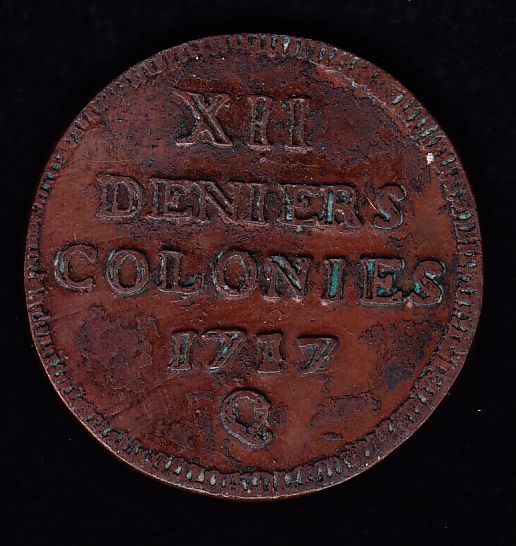 XII
DENIERS
COLONIES
1717
Q